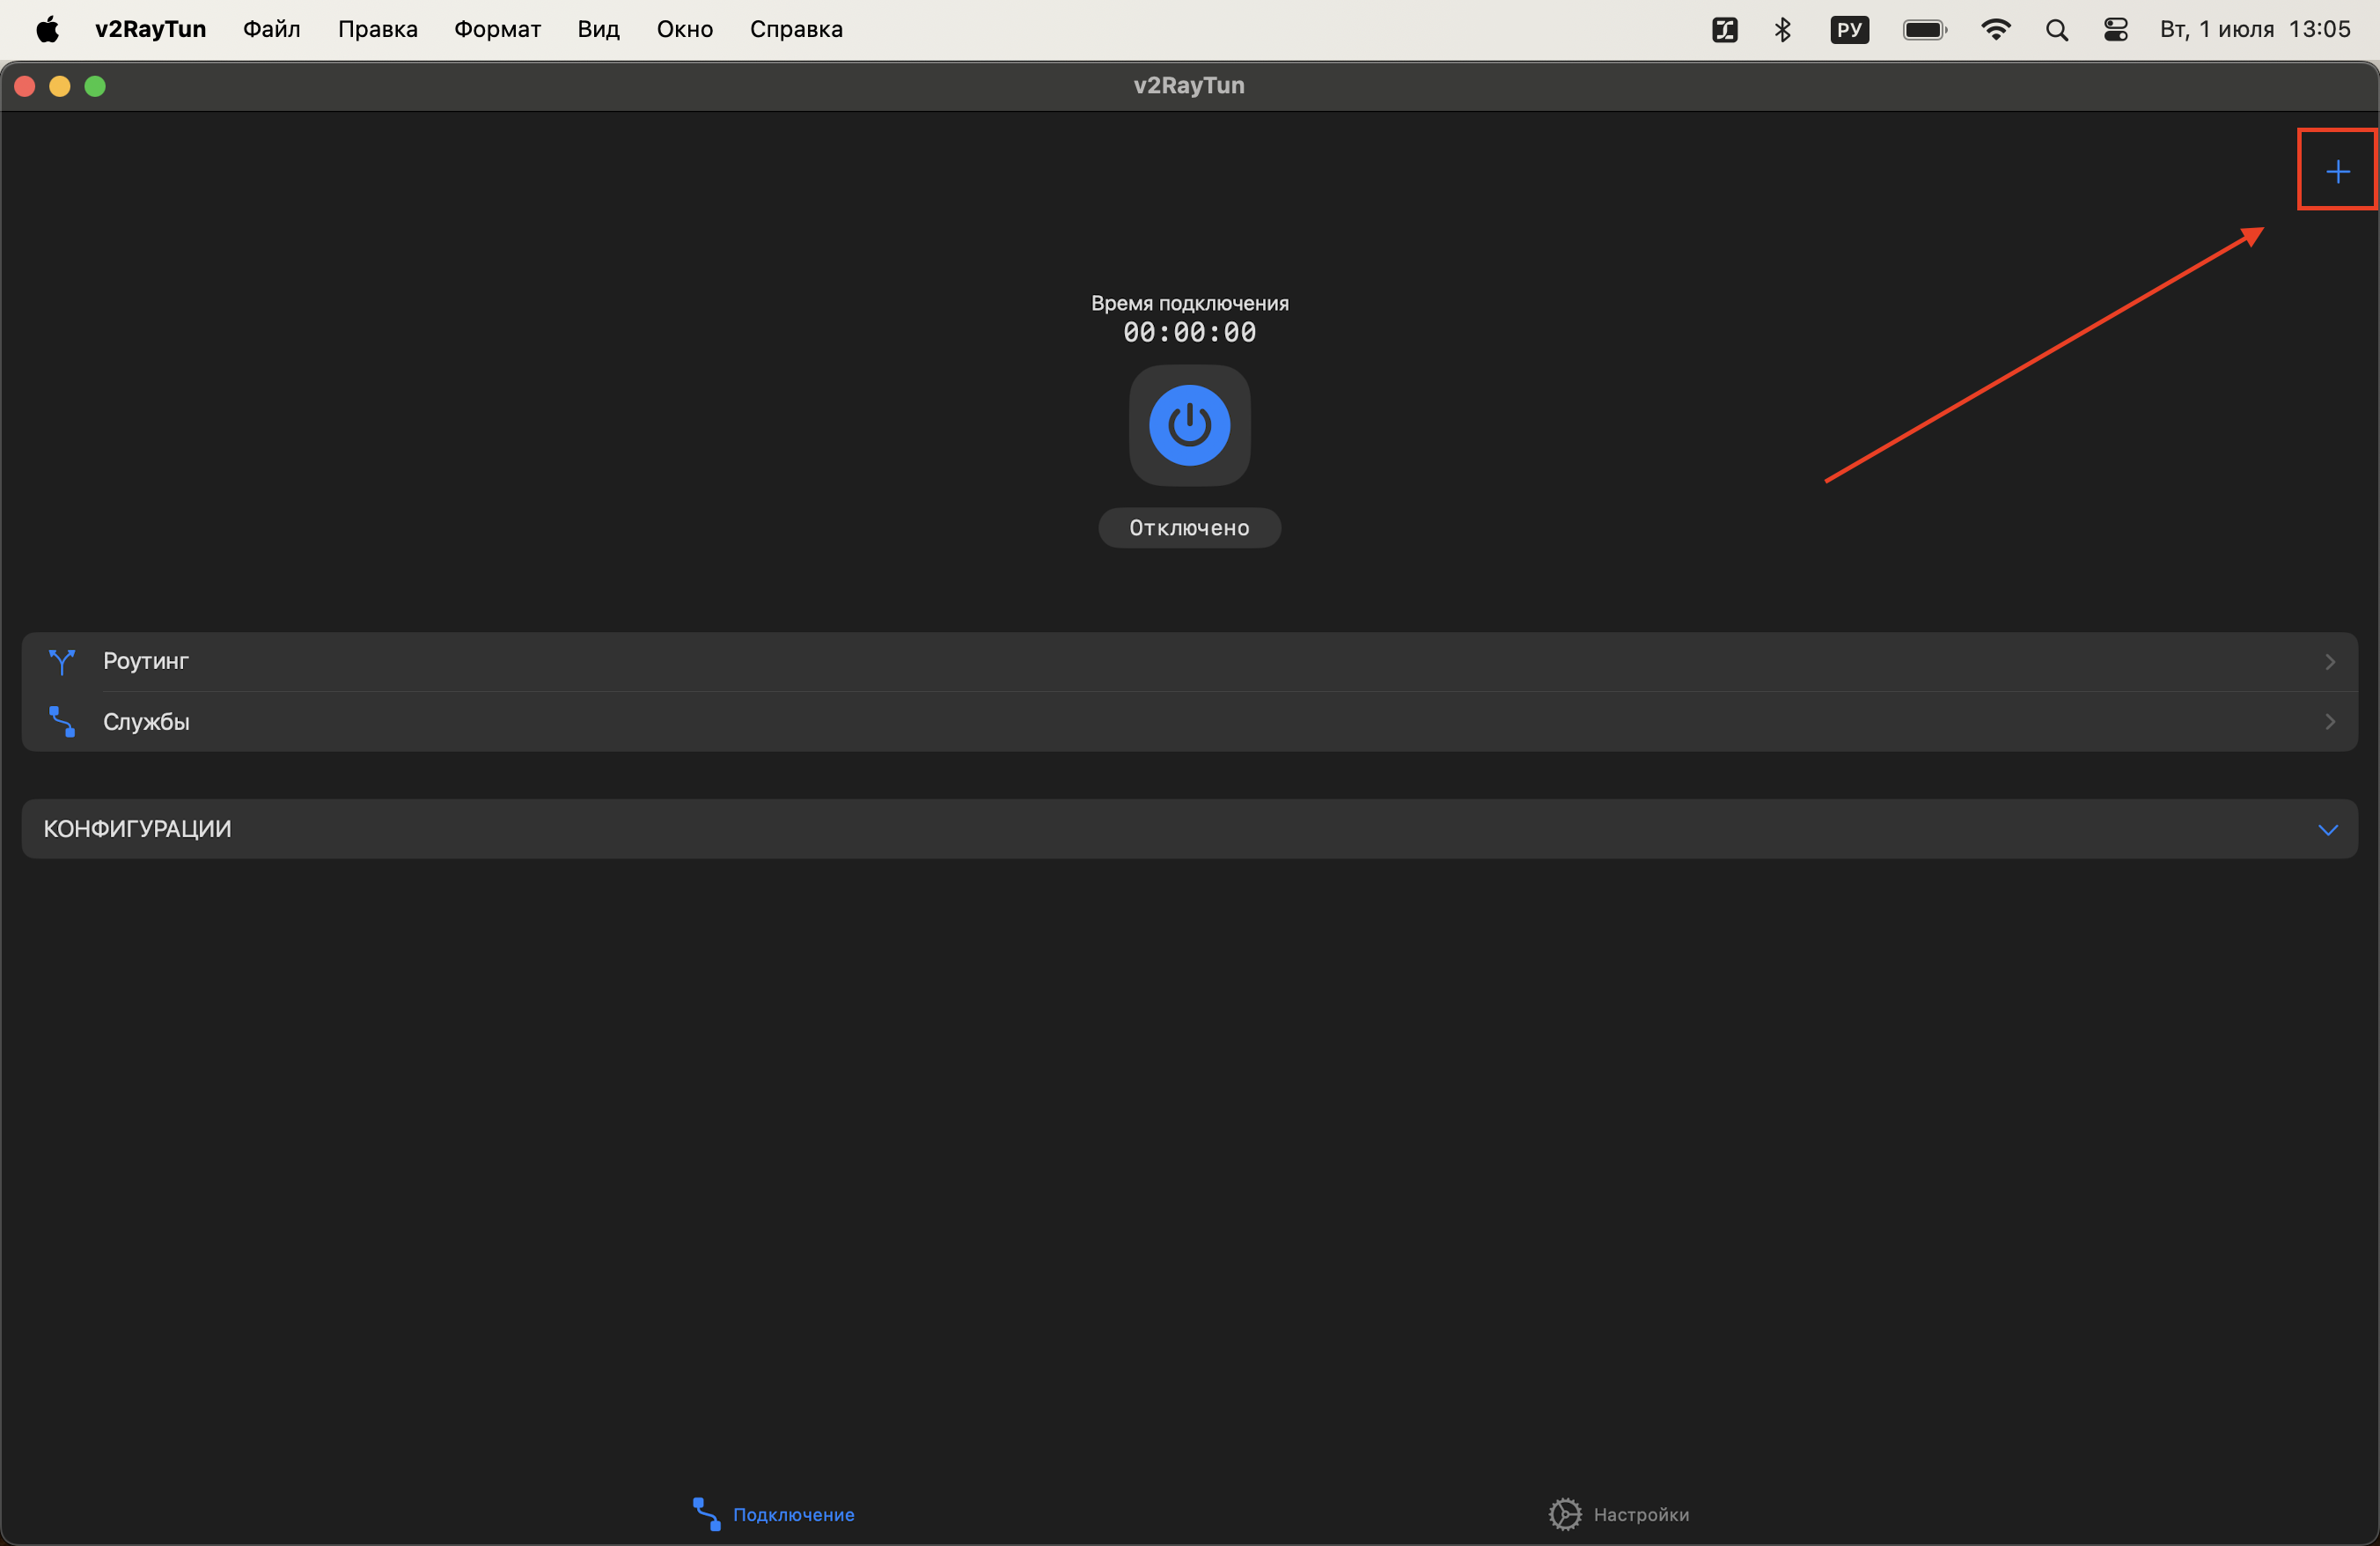 v2RayTun Файл Правка Формат Вид Окно Справка РУ Вт, 1 июля 13:05
v2RayTun
Время подключения
00:00:00
Отключено
Роутинг
Службы
КОНФИГУРАЦИИ
Подключение Настройки